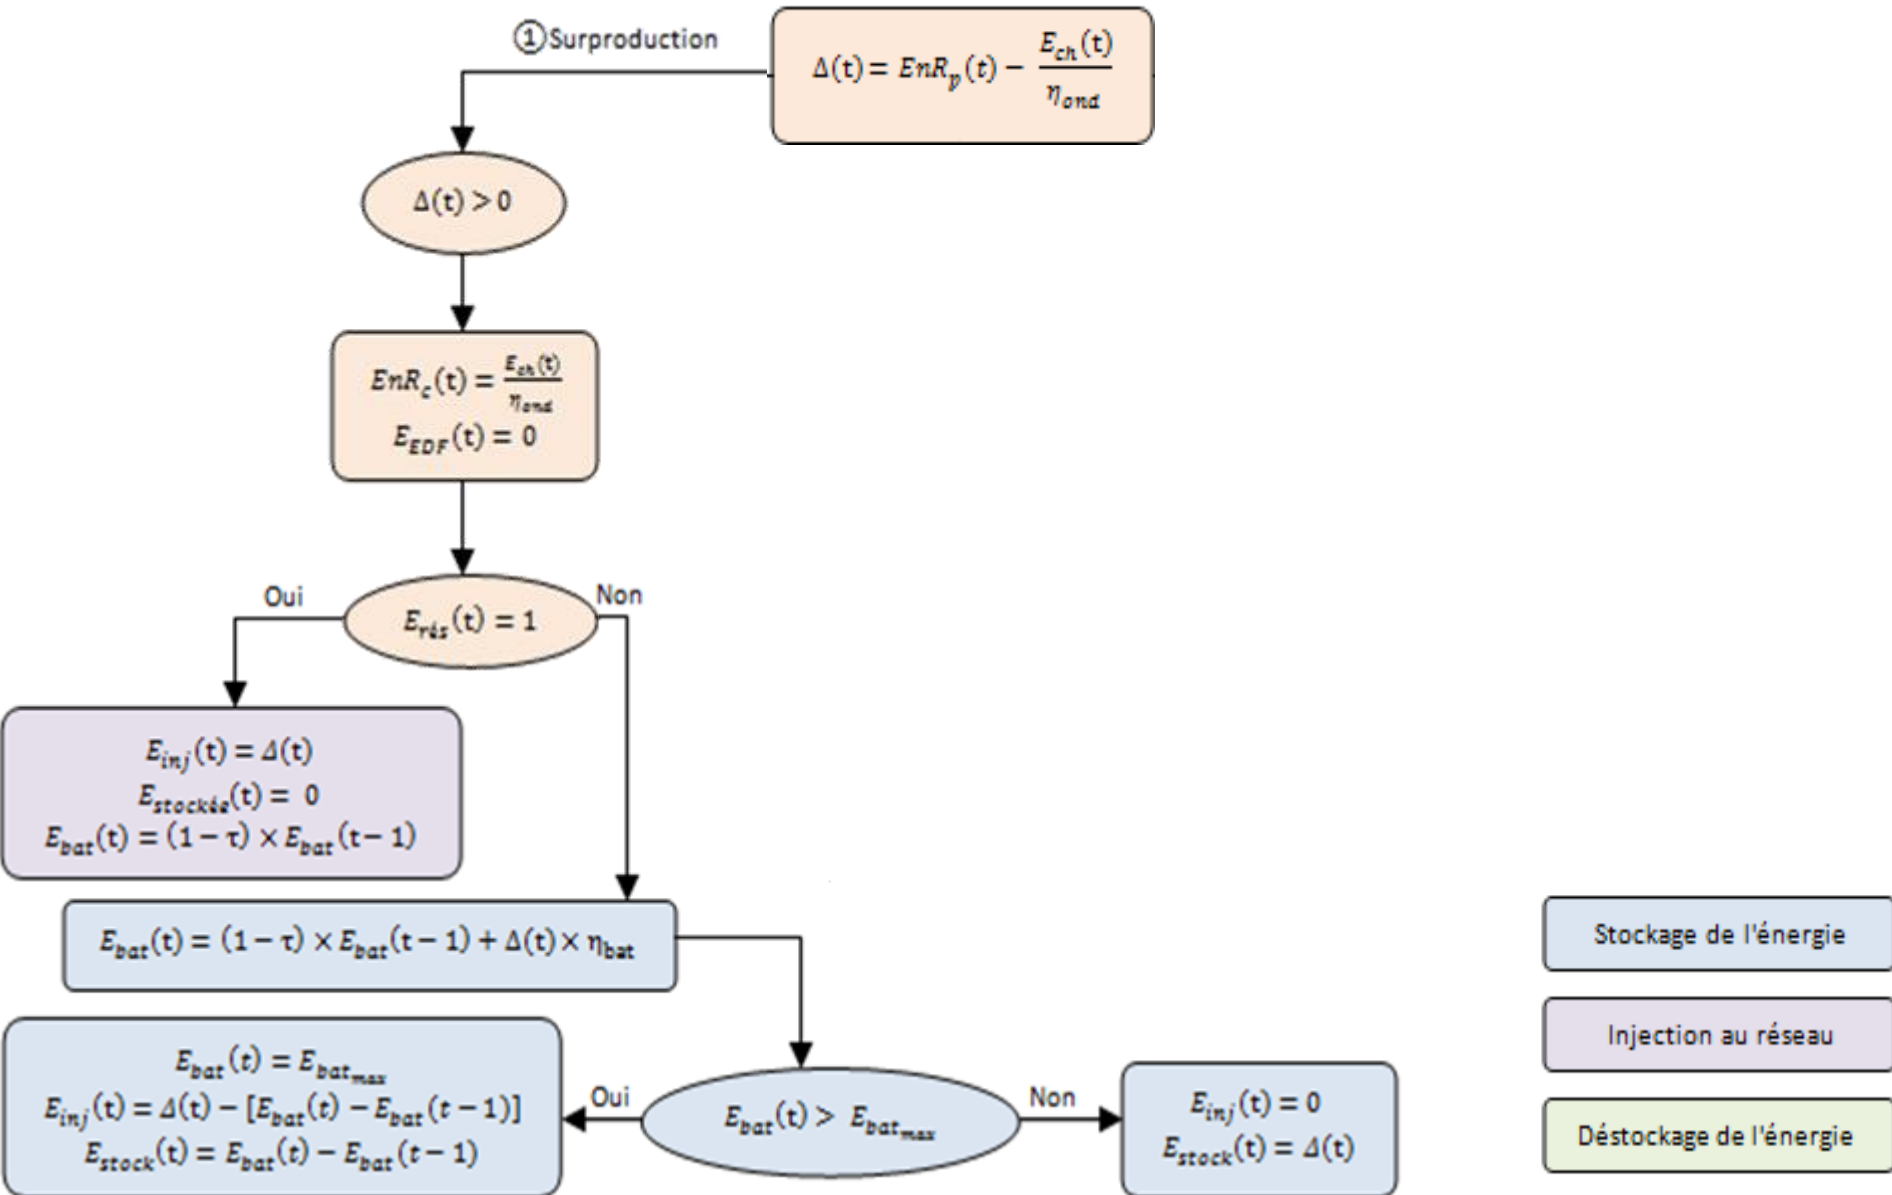 ①Surproduction
Δ(t) = EnR_p(t) − E_ch(t) / η_ond
Δ(t) > 0
EnR_c(t) = E_ch(t) / η_ond
E_EDF(t) = 0
Oui
Non
E_rés(t) = 1
E_inj(t) = Δ(t)
E_stockée(t) = 0
E_bat(t) = (1 − τ) × E_bat(t − 1)
E_bat(t) = (1 − τ) × E_bat(t − 1) + Δ(t) × η_bat
E_bat(t) = E_bat_max
E_inj(t) = Δ(t) − [E_bat(t) − E_bat(t − 1)]
E_stock(t) = E_bat(t) − E_bat(t − 1)
Oui
E_bat(t) > E_bat_max
Non
E_inj(t) = 0
E_stock(t) = Δ(t)
Stockage de l'énergie
Injection au réseau
Déstockage de l'énergie